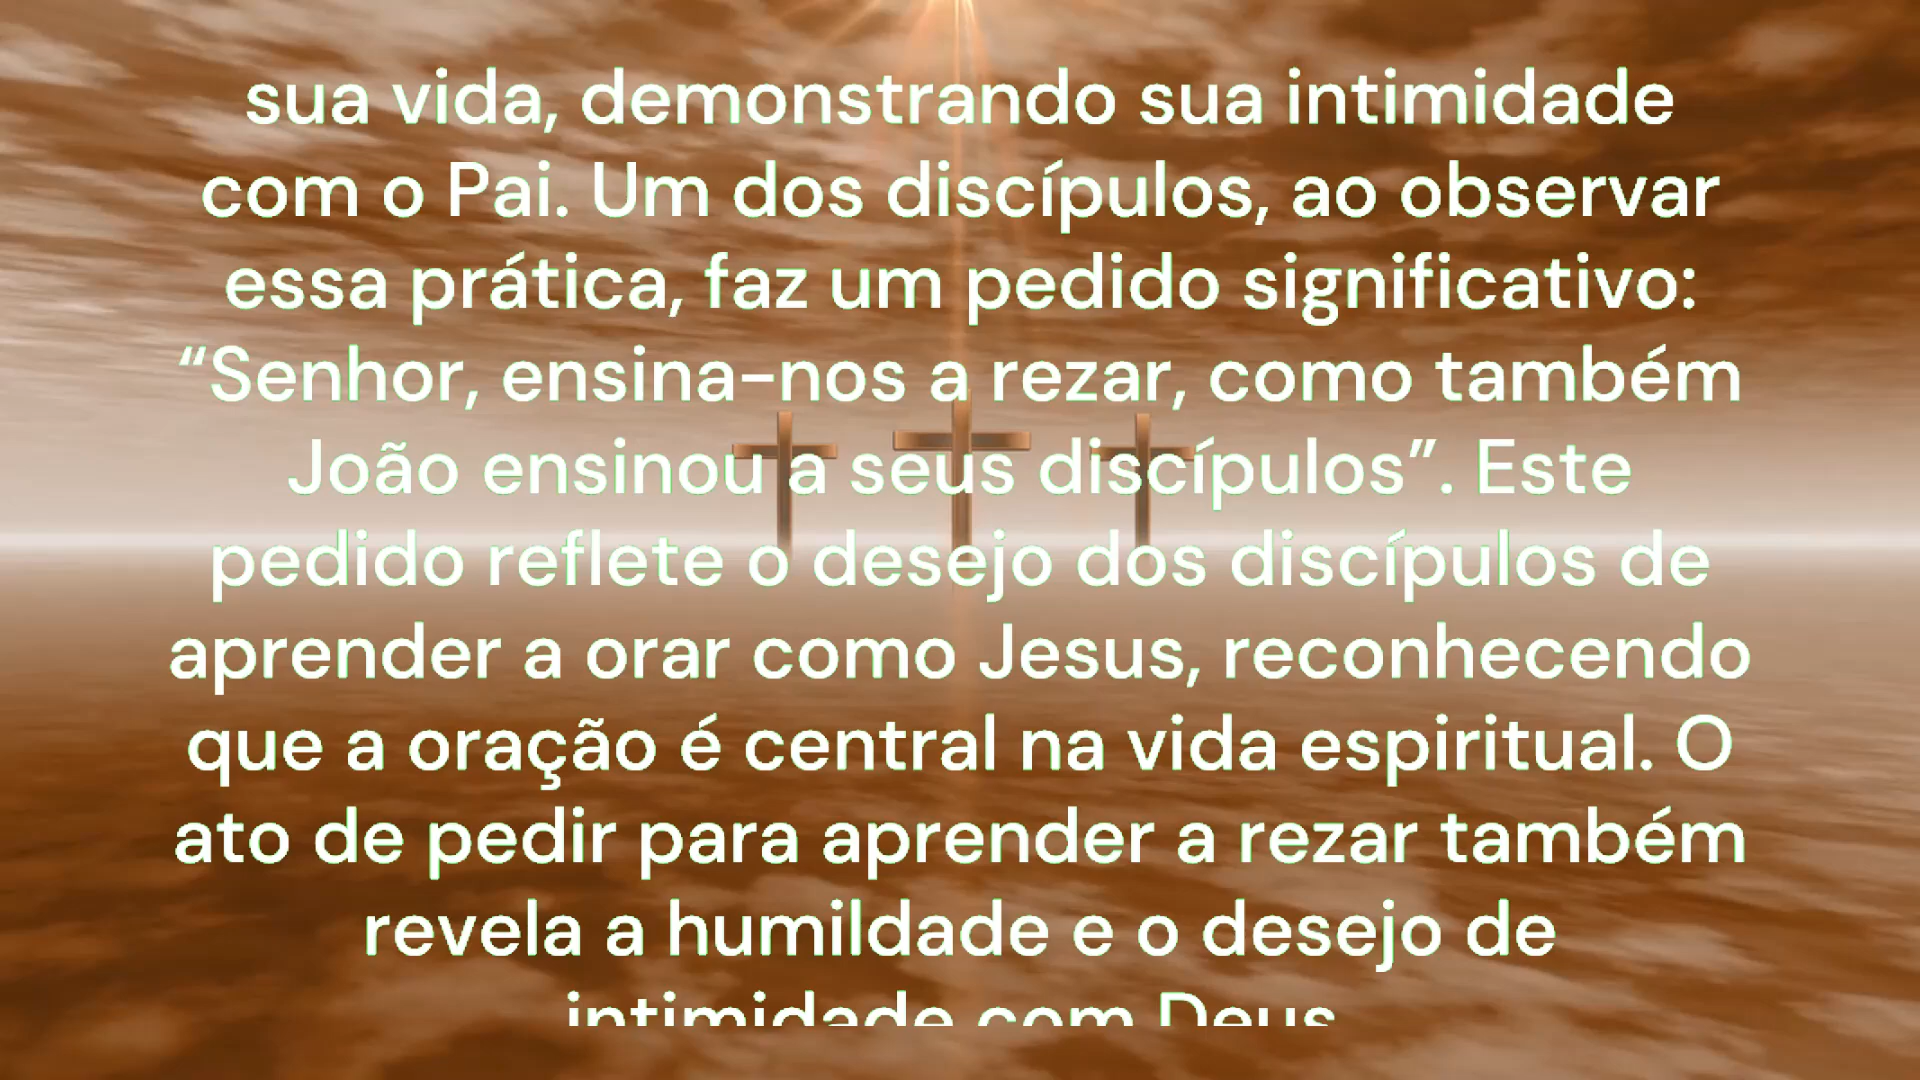 sua vida, demonstrando sua intimidade
com o Pai. Um dos discípulos, ao observar
essa prática, faz um pedido significativo:
“Senhor, ensina-nos a rezar, como também
João ensinou a seus discípulos”. Este
pedido reflete o desejo dos discípulos de
aprender a orar como Jesus, reconhecendo
que a oração é central na vida espiritual. O
ato de pedir para aprender a rezar também
revela a humildade e o desejo de
intimidade com Deus